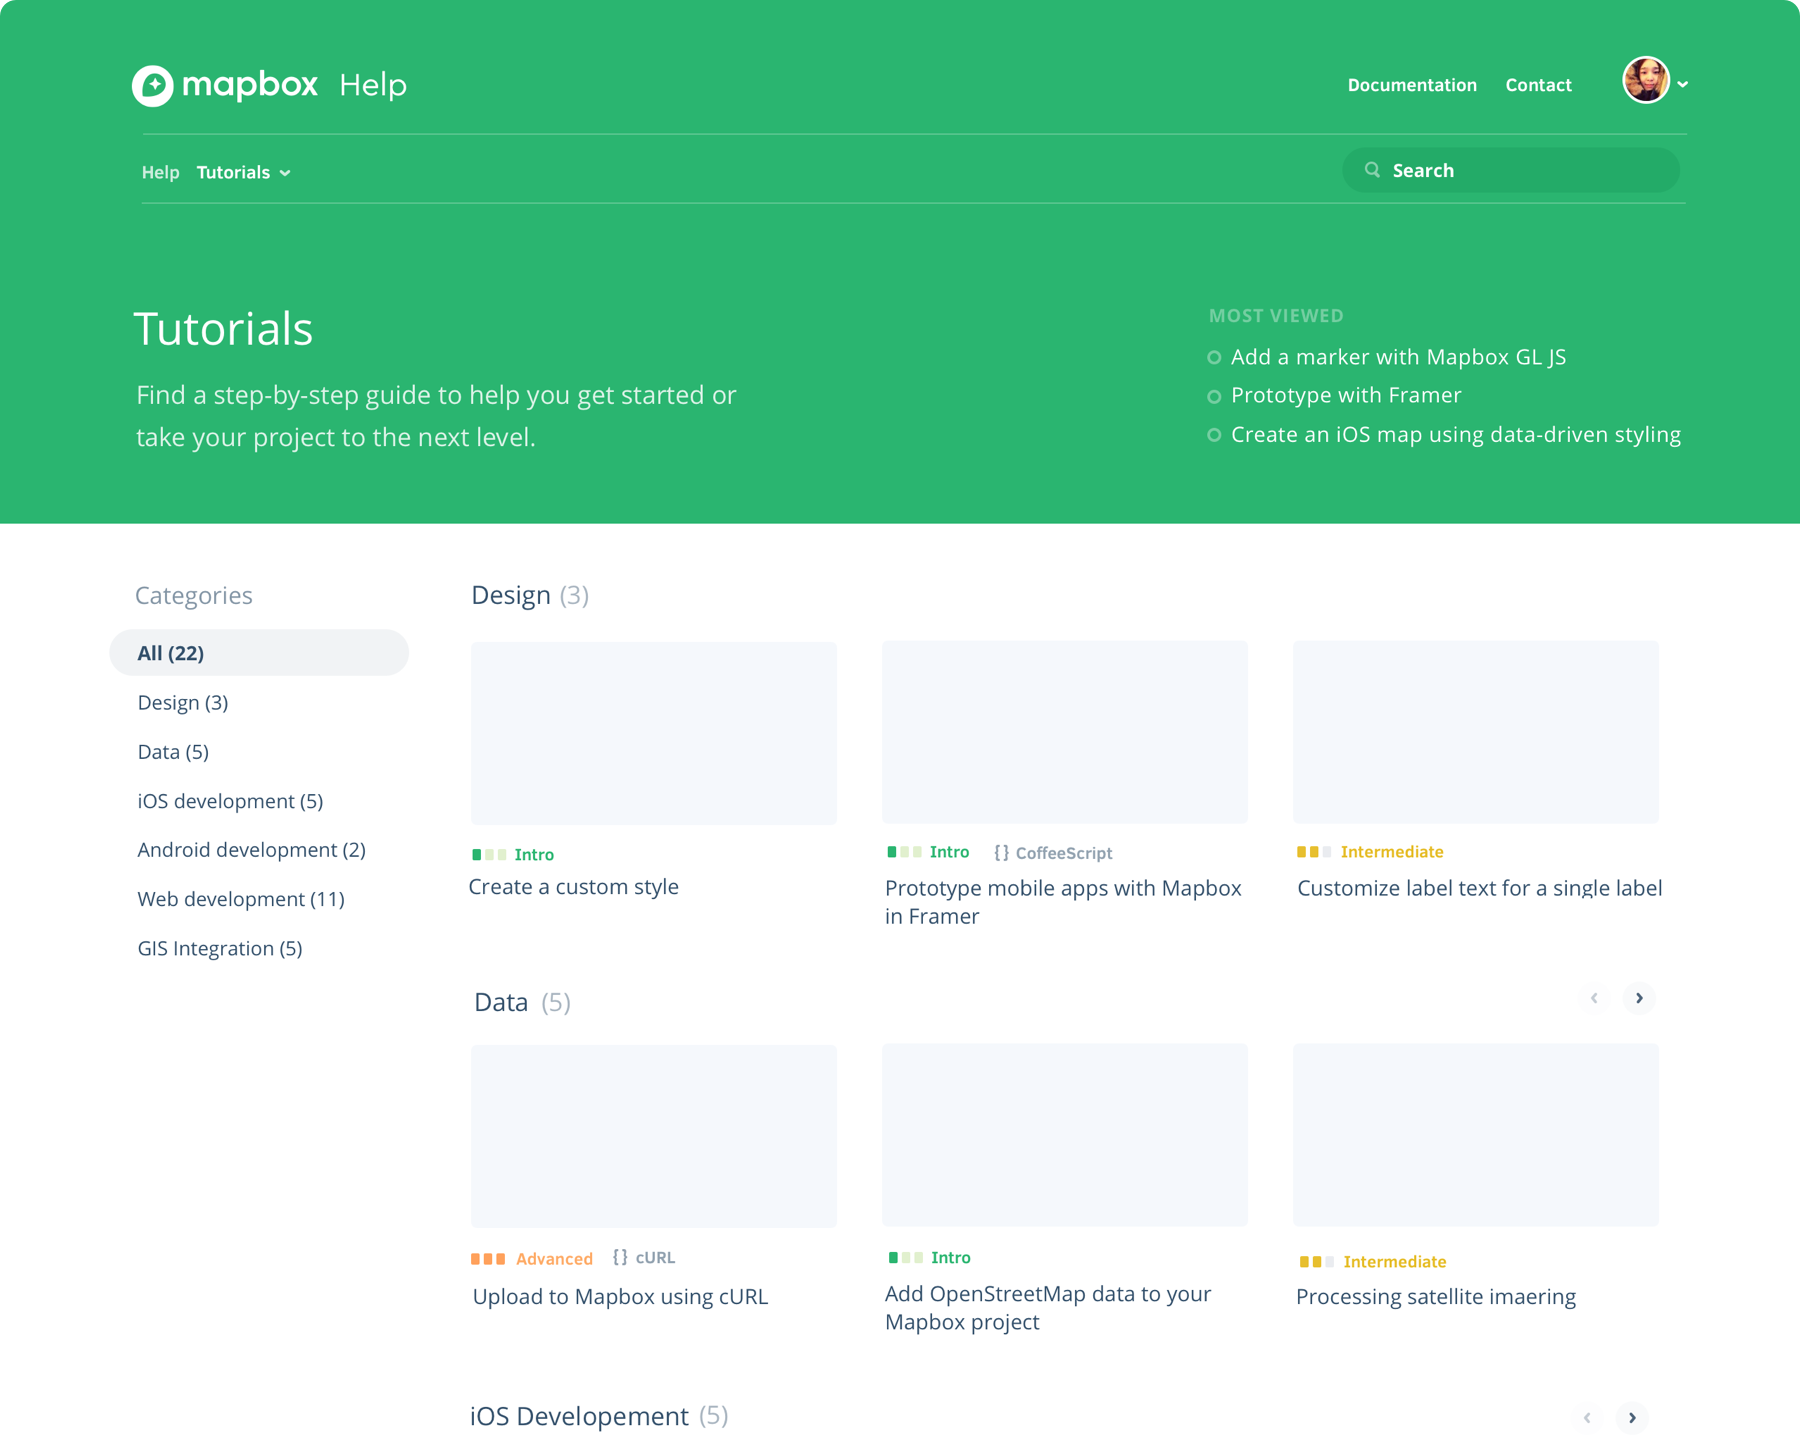 mapbox Help
Documentation
Contact
Help
Tutorials
Search
Tutorials
Find a step-by-step guide to help you get started or
take your project to the next level.
MOST VIEWED
Add a marker with Mapbox GL JS
Prototype with Framer
Create an iOS map using data-driven styling
Categories
All (22)
Design (3)
Data (5)
iOS development (5)
Android development (2)
Web development (11)
GIS Integration (5)
Design (3)
Intro
Create a custom style
Intro
{} CoffeeScript
Prototype mobile apps with Mapbox
in Framer
Intermediate
Customize label text for a single label
Data (5)
Advanced
{} cURL
Upload to Mapbox using cURL
Intro
Add OpenStreetMap data to your
Mapbox project
Intermediate
Processing satellite imaering
iOS Developement (5)